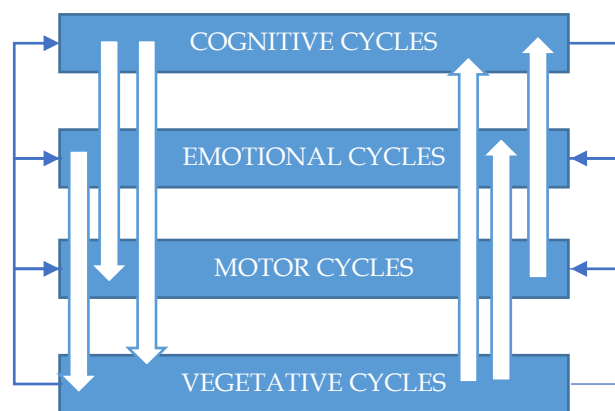 COGNITIVE CYCLES
EMOTIONAL CYCLES
MOTOR CYCLES
VEGETATIVE CYCLES